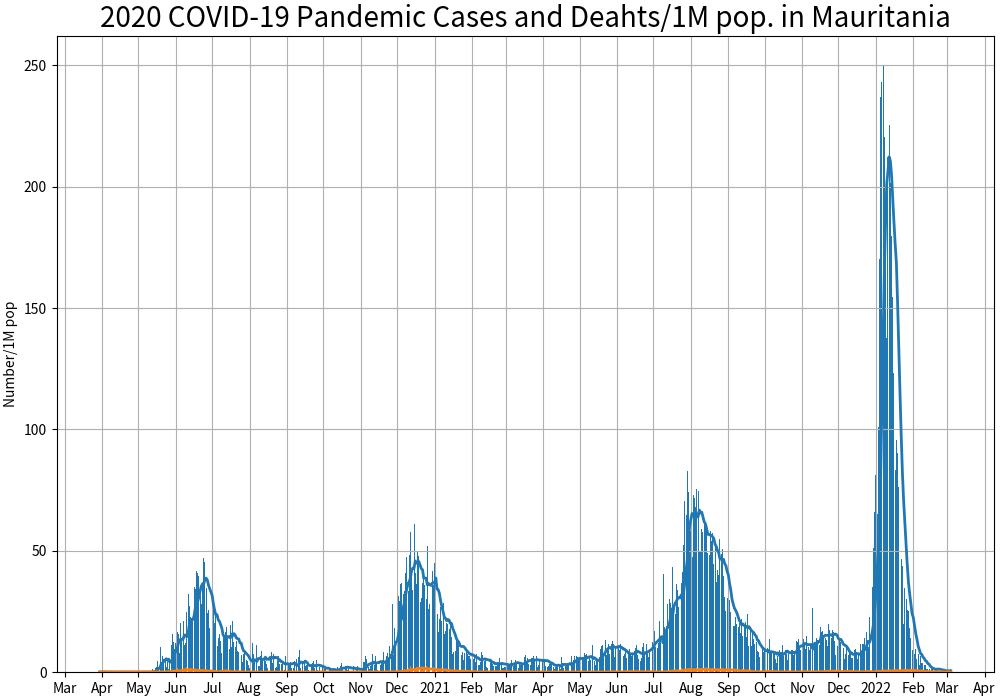 2020 COVID-19 Pandemic Cases and Deahts/1M pop. in Mauritania
250
200
150
100
50
0
Number/1M pop
Mar Apr May Jun Jul Aug Sep Oct Nov Dec 2021 Feb Mar Apr May Jun Jul Aug Sep Oct Nov Dec 2022 Feb Mar Apr